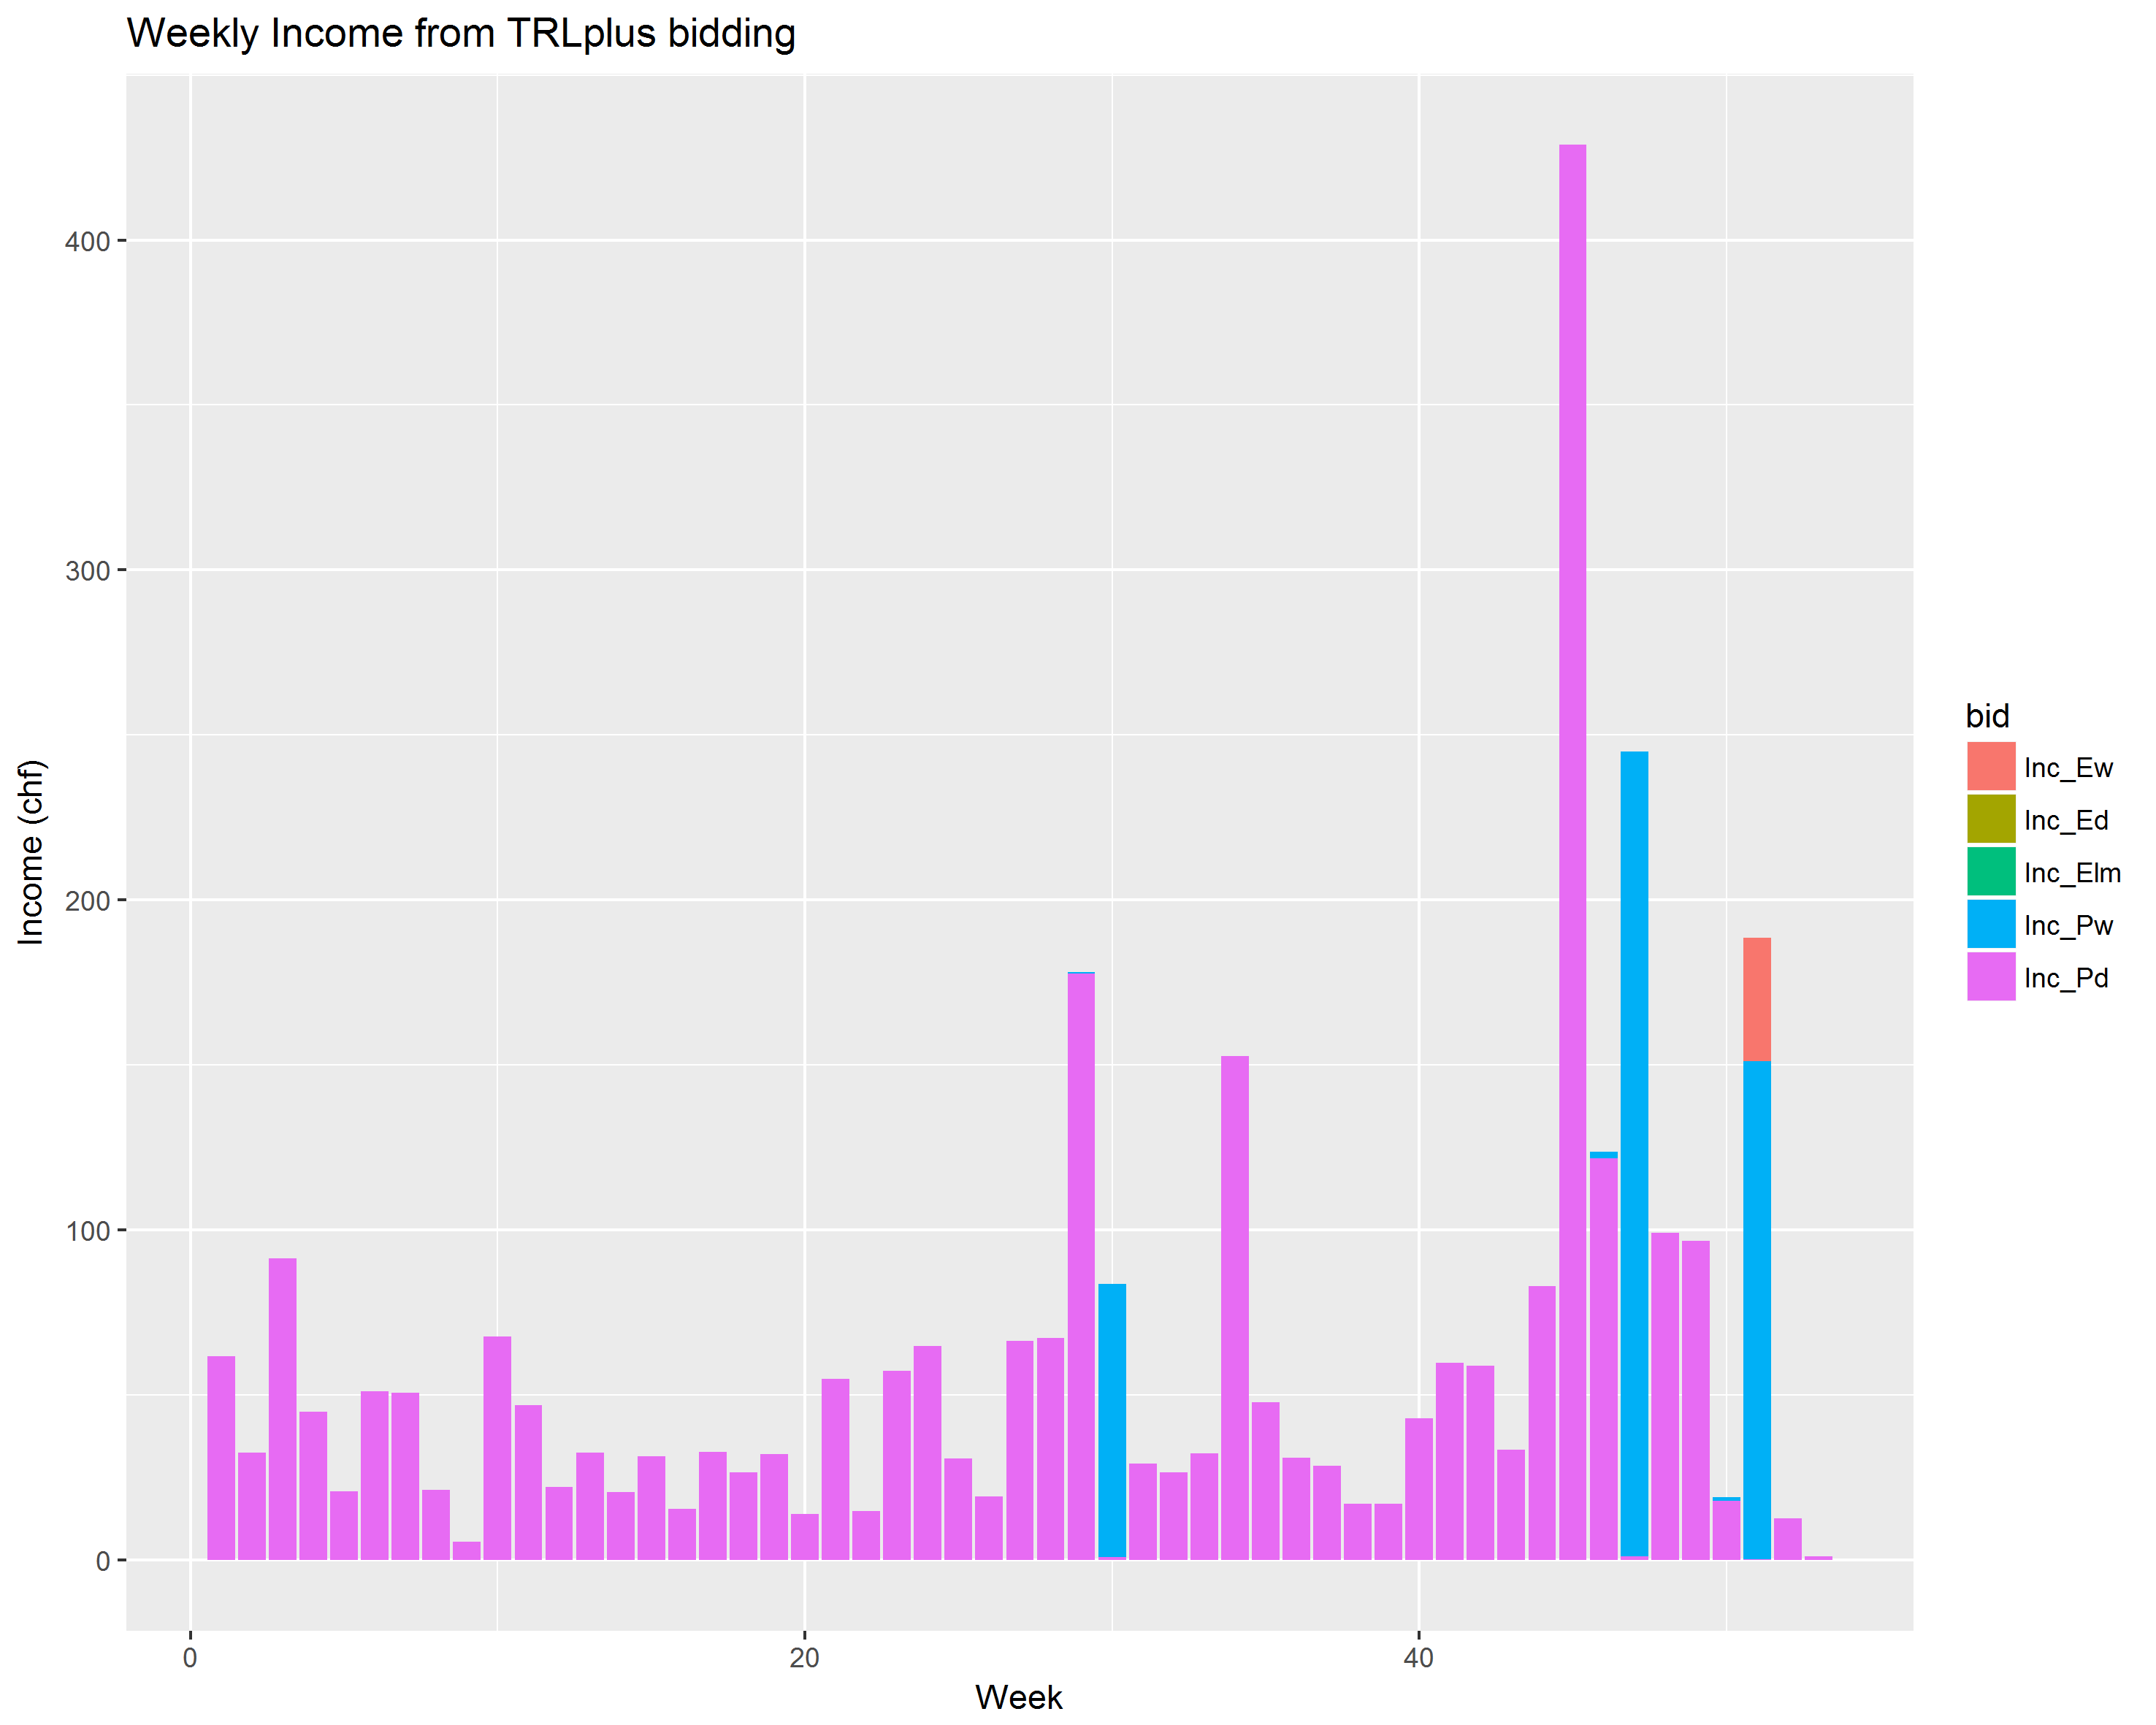 Weekly Income from TRLplus bidding
Income (chf)
400
300
200
100
0
0 20 40
Week
bid
Inc_Ew
Inc_Ed
Inc_Elm
Inc_Pw
Inc_Pd